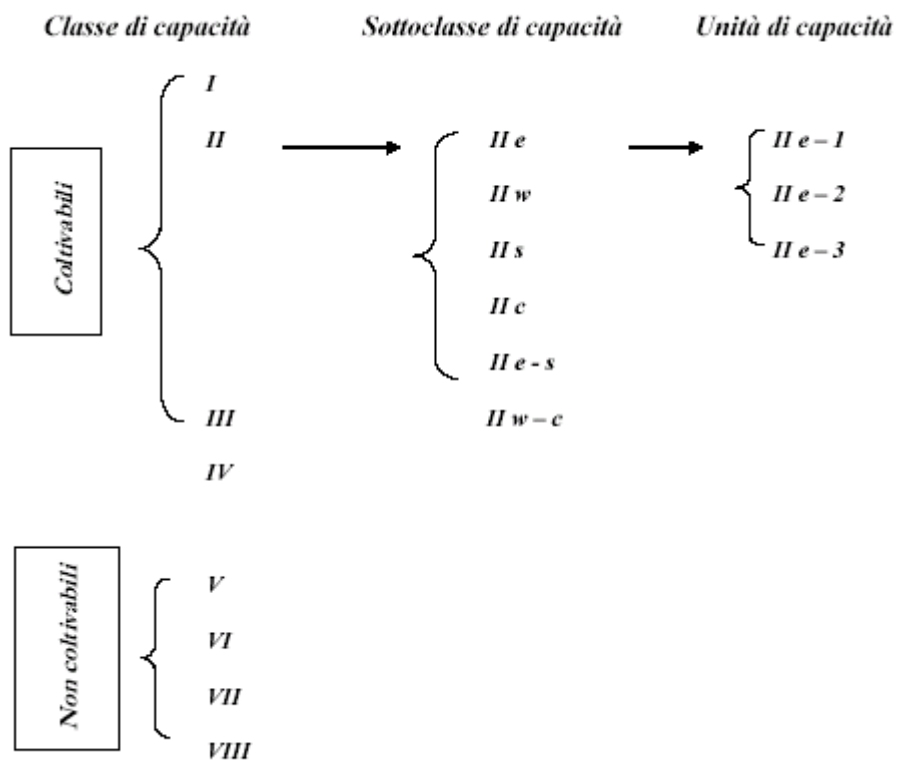 Classe di capacità Sottoclasse di capacità Unità di capacità
I
II II e II e – 1
II w II e – 2
Coltivabili II s II e – 3
II c
II e - s
III II w – c
IV
V
Non coltivabili VI
VII
VIII